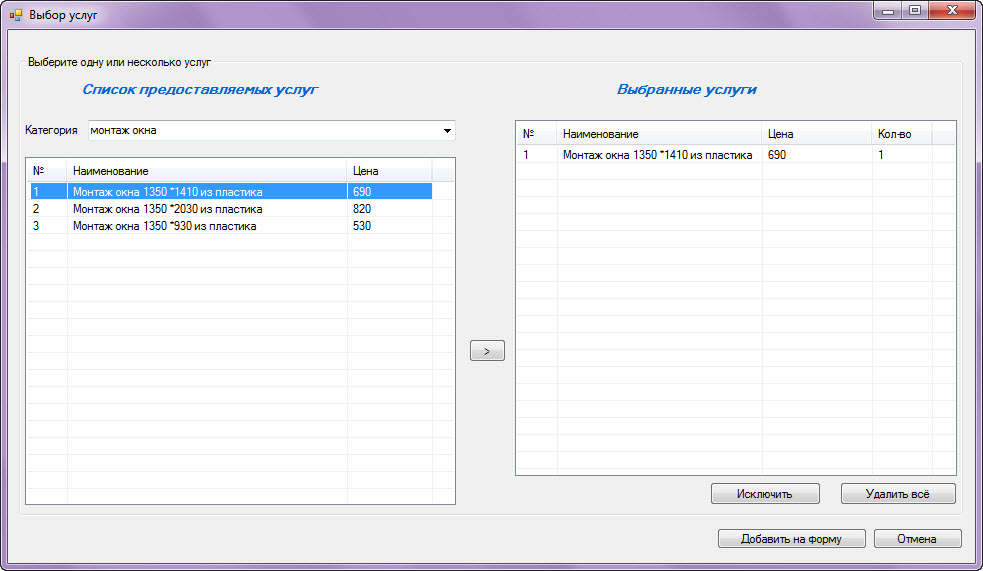 Выбор услуг
Выберите одну или несколько услуг
Список предоставляемых услуг
Категория монтаж окна
№ Наименование Цена
1 Монтаж окна 1350 *1410 из пластика 690
2 Монтаж окна 1350 *2030 из пластика 820
3 Монтаж окна 1350 *930 из пластика 530
>
Выбранные услуги
№ Наименование Цена Кол-во
1 Монтаж окна 1350 *1410 из пластика 690 1
Исключить Удалить всё
Добавить на форму Отмена